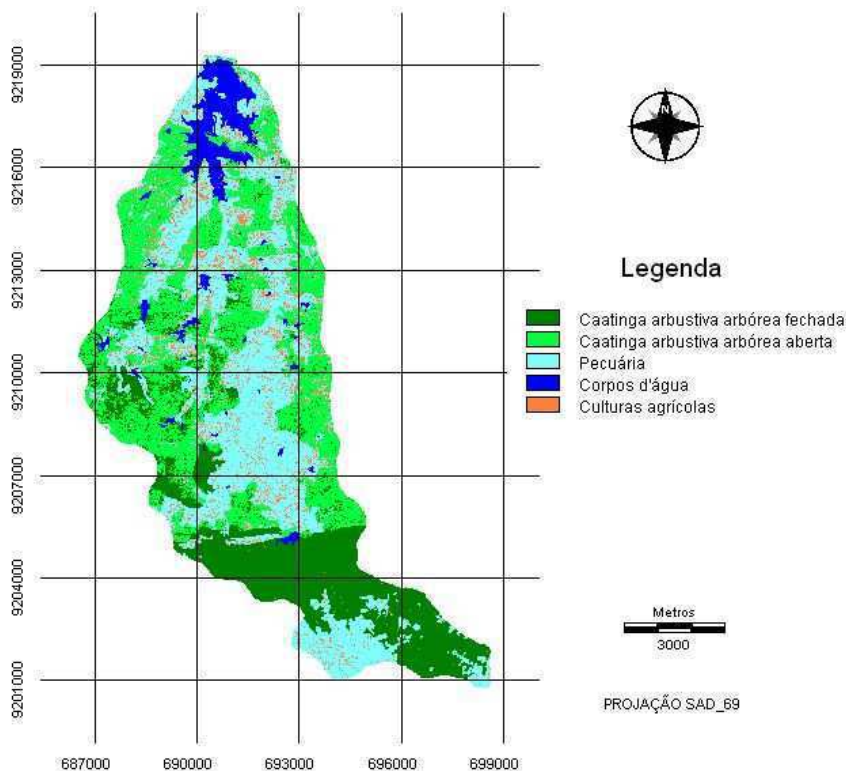 9219000
9216000
9213000
9210000
9207000
9204000
9201000
687000 690000 693000 696000 699000
N
Legenda
Caatinga arbustiva arbórea fechada
Caatinga arbustiva arbórea aberta
Pecuária
Corpos d'água
Culturas agrícolas
Metros
3000
PROJAÇÃO SAD_69